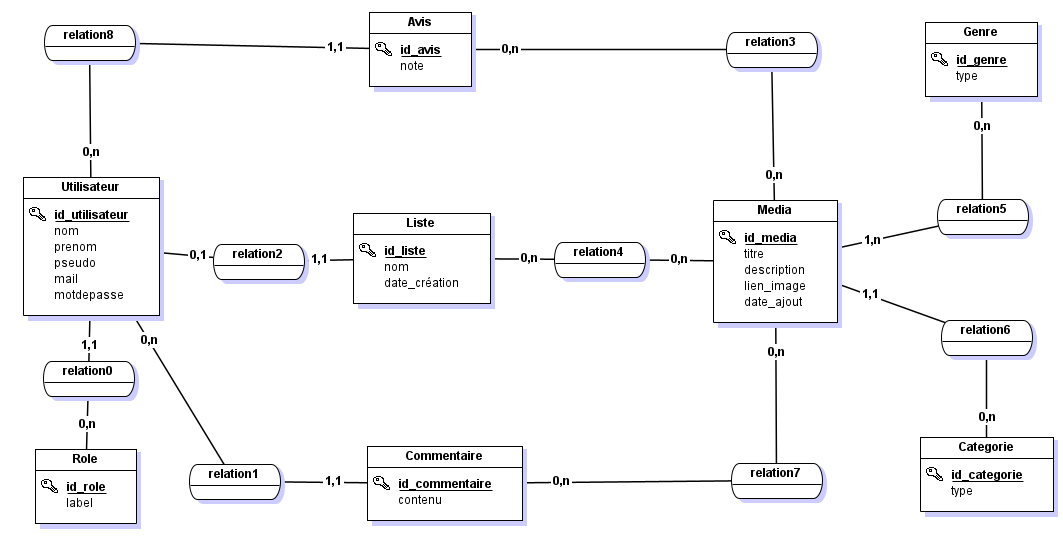 relation8
1,1
Avis
id_avis
note
0,n
relation3
Genre
id_genre
type
0,n
0,n
0,n
Utilisateur
id_utilisateur
nom
prenom
pseudo
mail
motdepasse
0,1
relation2
1,1
Liste
id_liste
nom
date_création
0,n
relation4
0,n
Media
id_media
titre
description
lien_image
date_ajout
1,n
relation5
1,1
relation6
0,n
Categorie
id_categorie
type
1,1
relation0
0,n
Role
id_role
label
0,n
relation1
1,1
Commentaire
id_commentaire
contenu
0,n
relation7
0,n